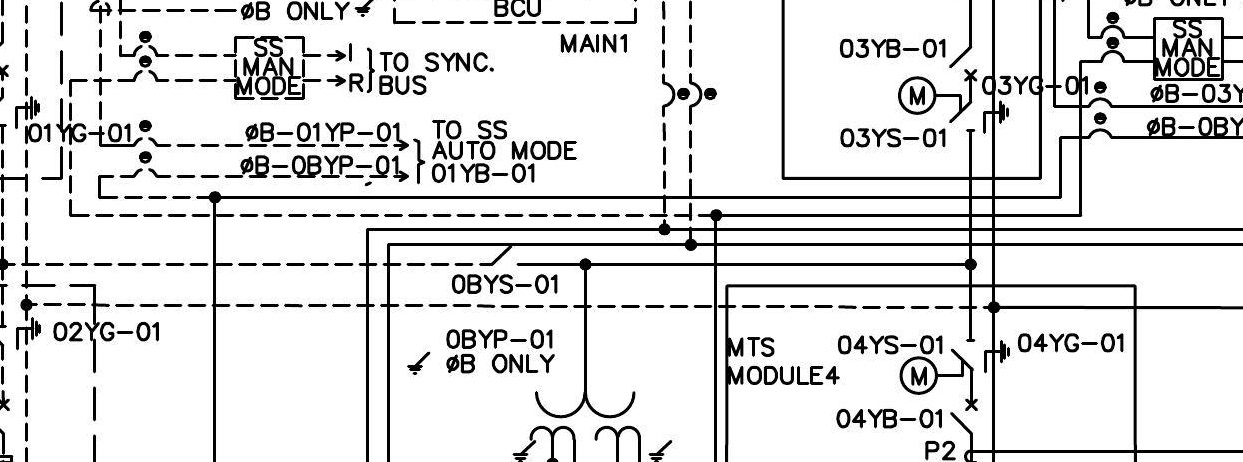 øB ONLY
BCU
MAIN1
SS
MAN
MODE
I
R
TO SYNC.
BUS
01YG-01
øB-01YP-01
øB-0BYP-01
TO SS
AUTO MODE
01YB-01
03YB-01
M
03YG-01
03YS-01
øB ONLY
SS
MAN
MODE
øB-03Y
øB-0BY
0BYS-01
02YG-01
0BYP-01
øB ONLY
MTS
MODULE4
04YS-01
04YG-01
M
04YB-01
P2